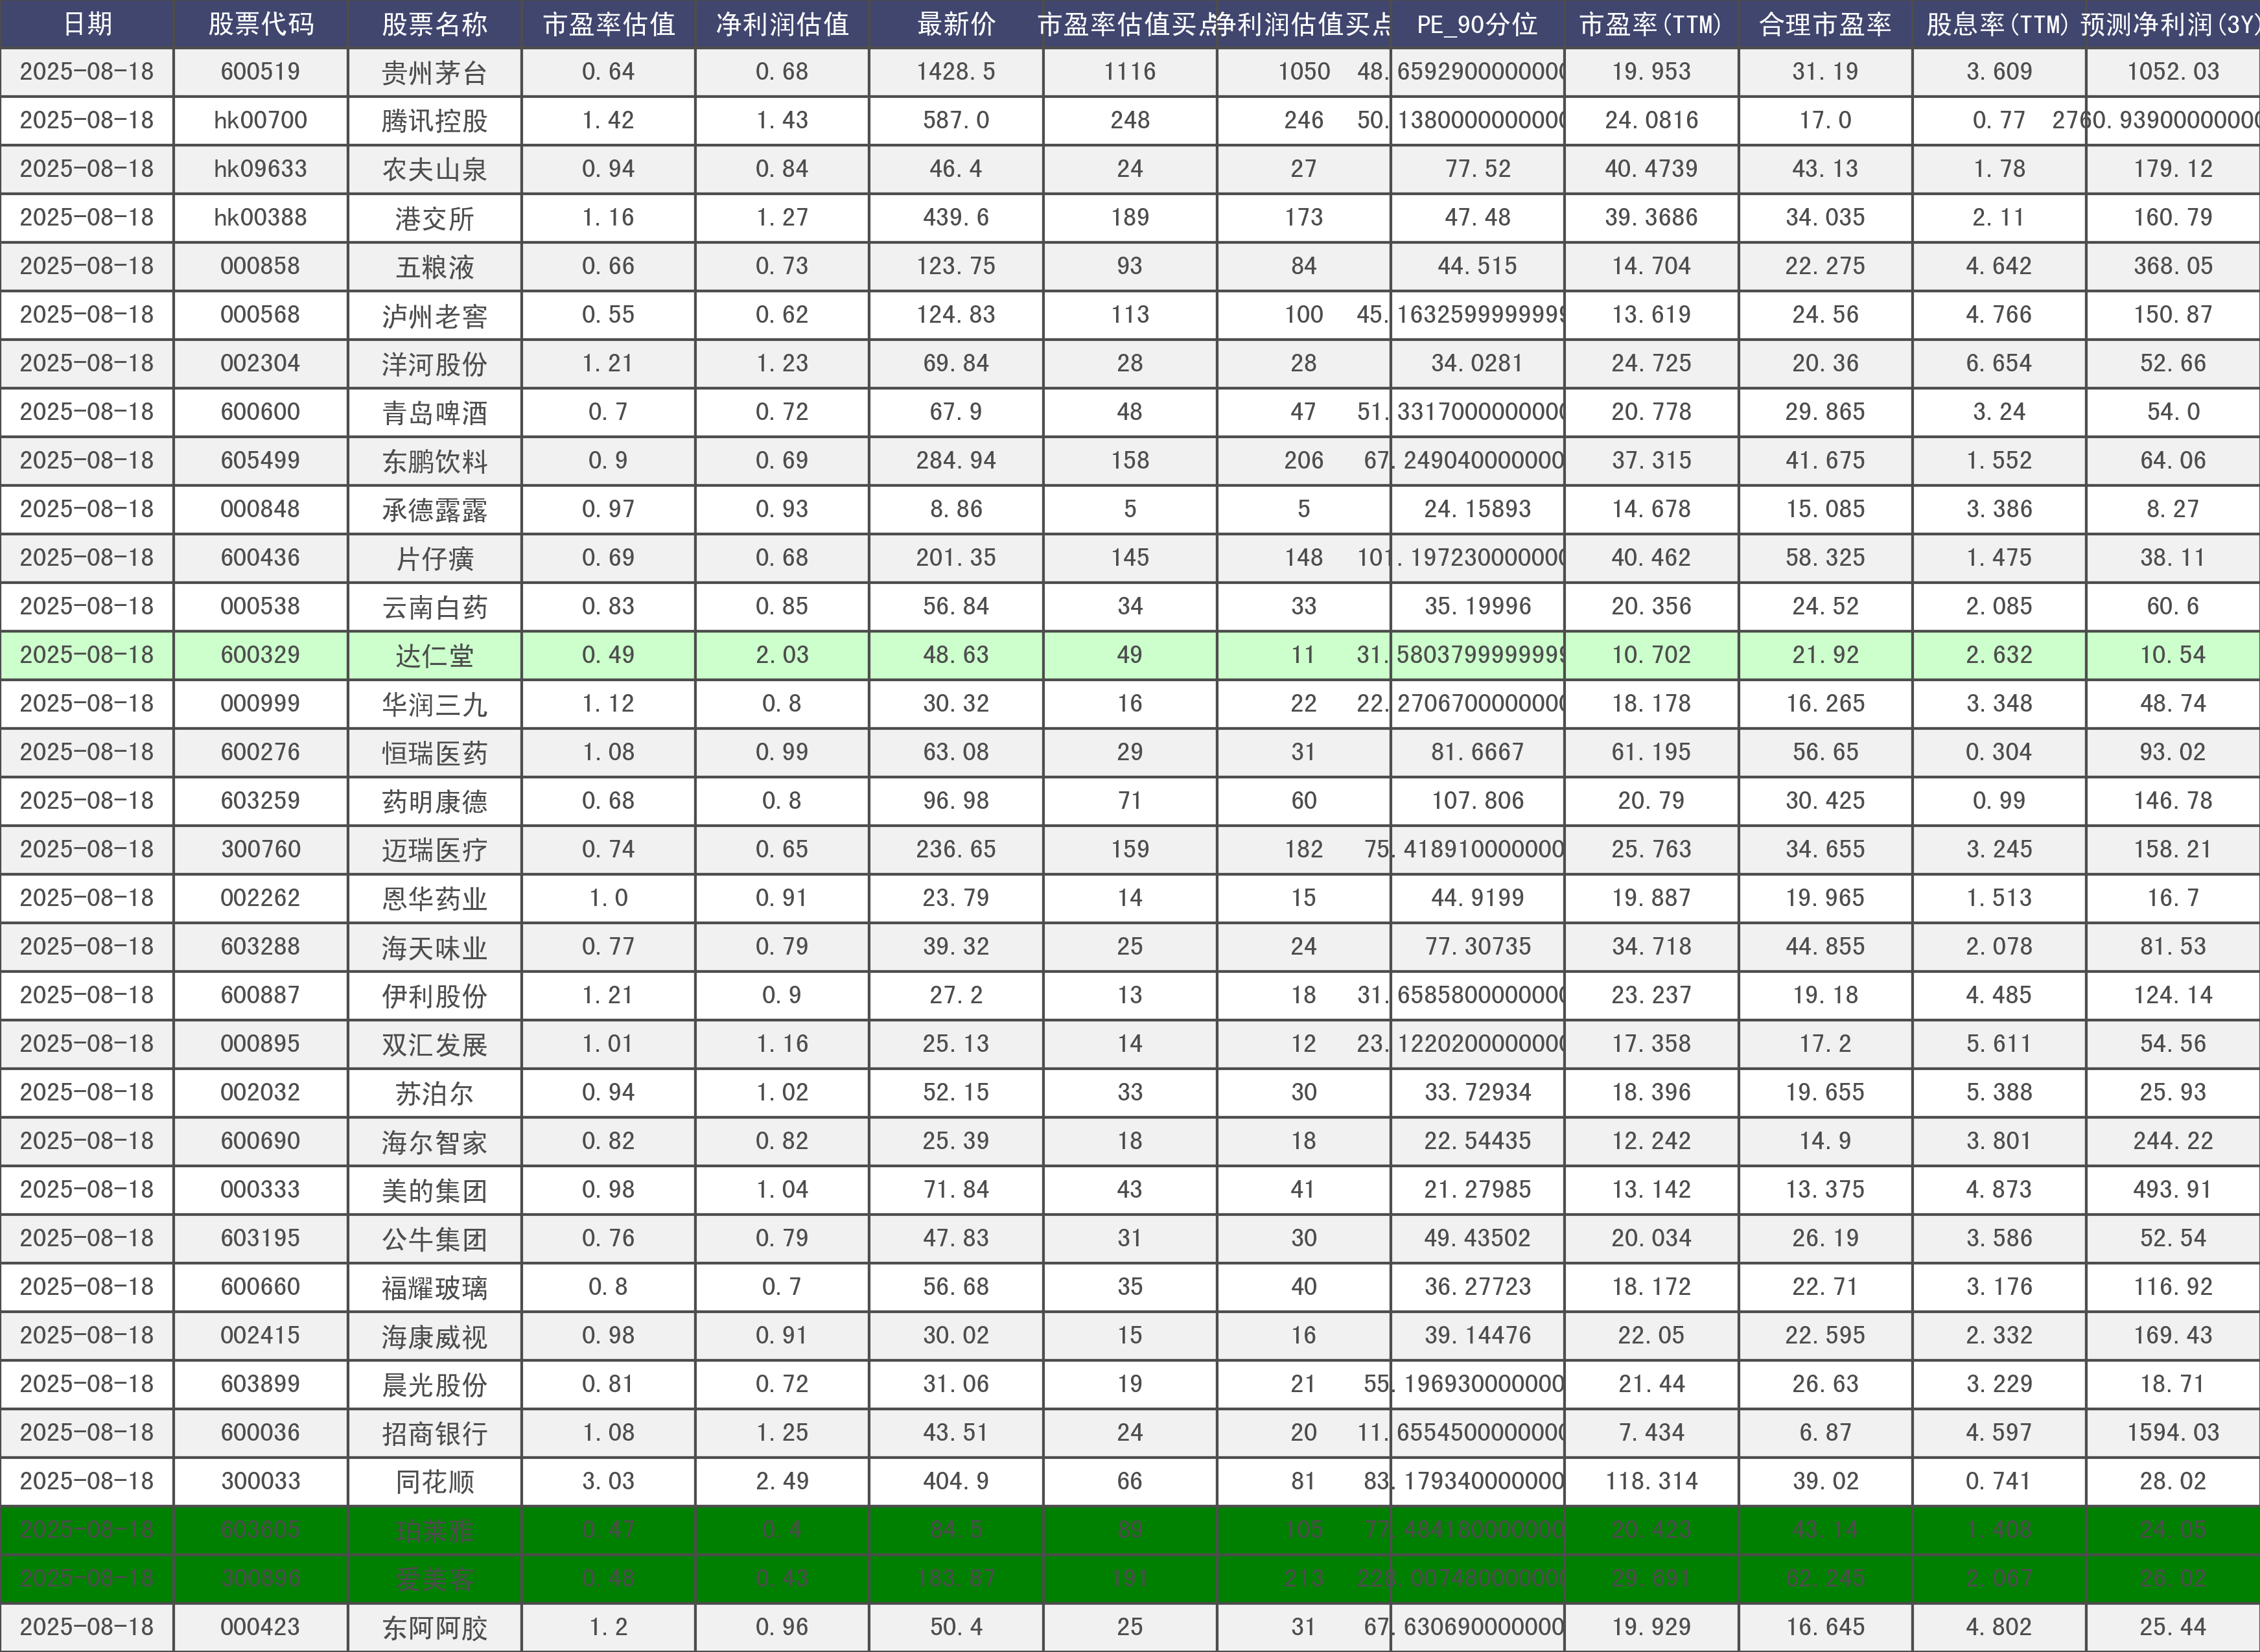 日期 股票代码 股票名称 市盈率估值 净利润估值 最新价 市盈率估值买点 净利润估值买点 PE_90分位 市盈率(TTM) 合理市盈率 股息率(TTM) 预测净利润(3Y)
2025-08-18 600519 贵州茅台 0.64 0.68 1428.5 1116 1050 48.6592900000000 19.953 31.19 3.609 1052.03
2025-08-18 hk00700 腾讯控股 1.42 1.43 587.0 248 246 50.1380000000000 24.0816 17.0 0.77 2760.93900000000
2025-08-18 hk09633 农夫山泉 0.94 0.84 46.4 24 27 77.52 40.4739 43.13 1.78 179.12
2025-08-18 hk00388 港交所 1.16 1.27 439.6 189 173 47.48 39.3686 34.035 2.11 160.79
2025-08-18 000858 五粮液 0.66 0.73 123.75 93 84 44.515 14.704 22.275 4.642 368.05
2025-08-18 000568 泸州老窖 0.55 0.62 124.83 113 100 45.1632599999999 13.619 24.56 4.766 150.87
2025-08-18 002304 洋河股份 1.21 1.23 69.84 28 28 34.0281 24.725 20.36 6.654 52.66
2025-08-18 600600 青岛啤酒 0.7 0.72 67.9 48 47 51.3317000000000 20.778 29.865 3.24 54.0
2025-08-18 605499 东鹏饮料 0.9 0.69 284.94 158 206 67.249040000000 37.315 41.675 1.552 64.06
2025-08-18 000848 承德露露 0.97 0.93 8.86 5 5 24.15893 14.678 15.085 3.386 8.27
2025-08-18 600436 片仔癀 0.69 0.68 201.35 145 148 101.197230000000 40.462 58.325 1.475 38.11
2025-08-18 000538 云南白药 0.83 0.85 56.84 34 33 35.19996 20.356 24.52 2.085 60.6
2025-08-18 600329 达仁堂 0.49 2.03 48.63 49 11 31.5803799999999 10.702 21.92 2.632 10.54
2025-08-18 000999 华润三九 1.12 0.8 30.32 16 22 22.2706700000000 18.178 16.265 3.348 48.74
2025-08-18 600276 恒瑞医药 1.08 0.99 63.08 29 31 81.6667 61.195 56.65 0.304 93.02
2025-08-18 603259 药明康德 0.68 0.8 96.98 71 60 107.806 20.79 30.425 0.99 146.78
2025-08-18 300760 迈瑞医疗 0.74 0.65 236.65 159 182 75.418910000000 25.763 34.655 3.245 158.21
2025-08-18 002262 恩华药业 1.0 0.91 23.79 14 15 44.9199 19.887 19.965 1.513 16.7
2025-08-18 603288 海天味业 0.77 0.79 39.32 25 24 77.30735 34.718 44.855 2.078 81.53
2025-08-18 600887 伊利股份 1.21 0.9 27.2 13 18 31.6585800000000 23.237 19.18 4.485 124.14
2025-08-18 000895 双汇发展 1.01 1.16 25.13 14 12 23.1220200000000 17.358 17.2 5.611 54.56
2025-08-18 002032 苏泊尔 0.94 1.02 52.15 33 30 33.72934 18.396 19.655 5.388 25.93
2025-08-18 600690 海尔智家 0.82 0.82 25.39 18 18 22.54435 12.242 14.9 3.801 244.22
2025-08-18 000333 美的集团 0.98 1.04 71.84 43 41 21.27985 13.142 13.375 4.873 493.91
2025-08-18 603195 公牛集团 0.76 0.79 47.83 31 30 49.43502 20.034 26.19 3.586 52.54
2025-08-18 600660 福耀玻璃 0.8 0.7 56.68 35 40 36.27723 18.172 22.71 3.176 116.92
2025-08-18 002415 海康威视 0.98 0.91 30.02 15 16 39.14476 22.05 22.595 2.332 169.43
2025-08-18 603899 晨光股份 0.81 0.72 31.06 19 21 55.196930000000 21.44 26.63 3.229 18.71
2025-08-18 600036 招商银行 1.08 1.25 43.51 24 20 11.6554500000000 7.434 6.87 4.597 1594.03
2025-08-18 300033 同花顺 3.03 2.49 404.9 66 81 83.179340000000 118.314 39.02 0.741 28.02
2025-08-18 603605 珀莱雅 0.47 0.4 84.5 89 105 77.484180000000 20.423 43.14 1.408 24.05
2025-08-18 300896 爱美客 0.48 0.43 183.87 191 213 228.0074800000000 29.691 62.245 2.067 26.02
2025-08-18 000423 东阿阿胶 1.2 0.96 50.4 25 31 67.630690000000 19.929 16.645 4.802 25.44